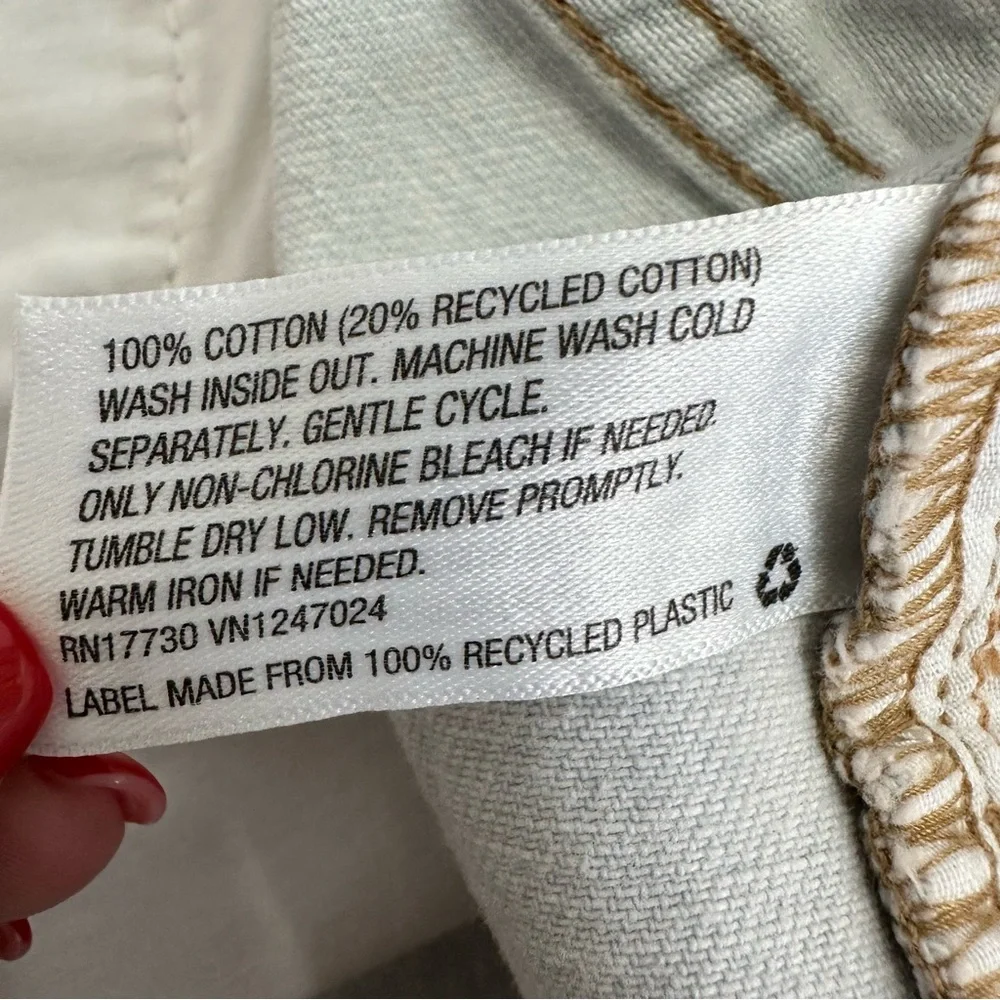 100% COTTON (20% RECYCLED COTTON)
WASH INSIDE OUT. MACHINE WASH COLD
SEPARATELY. GENTLE CYCLE.
ONLY NON-CHLORINE BLEACH IF NEEDED.
TUMBLE DRY LOW. REMOVE PROMPTLY.
WARM IRON IF NEEDED.
RN17730 VN1247024
LABEL MADE FROM 100% RECYCLED PLASTIC